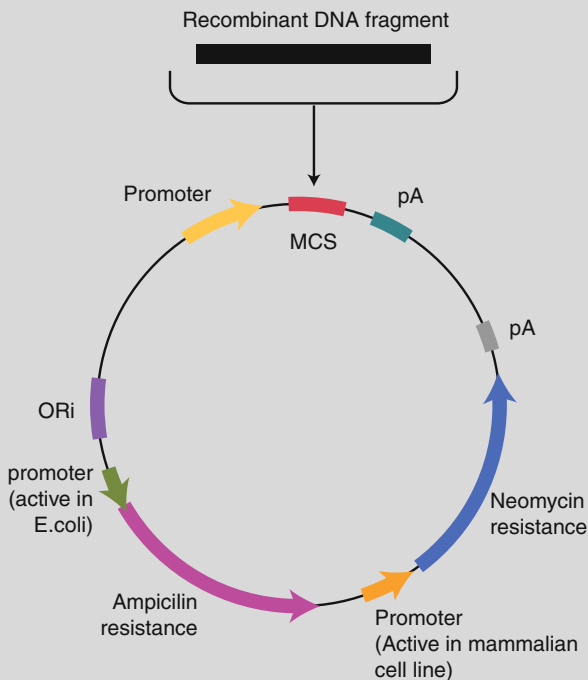 Recombinant DNA fragment
Promoter
MCS
pA
pA
ORi
promoter
(active in
E.coli)
Neomycin
resistance
Ampicilin
resistance
Promoter
(Active in mammalian
cell line)